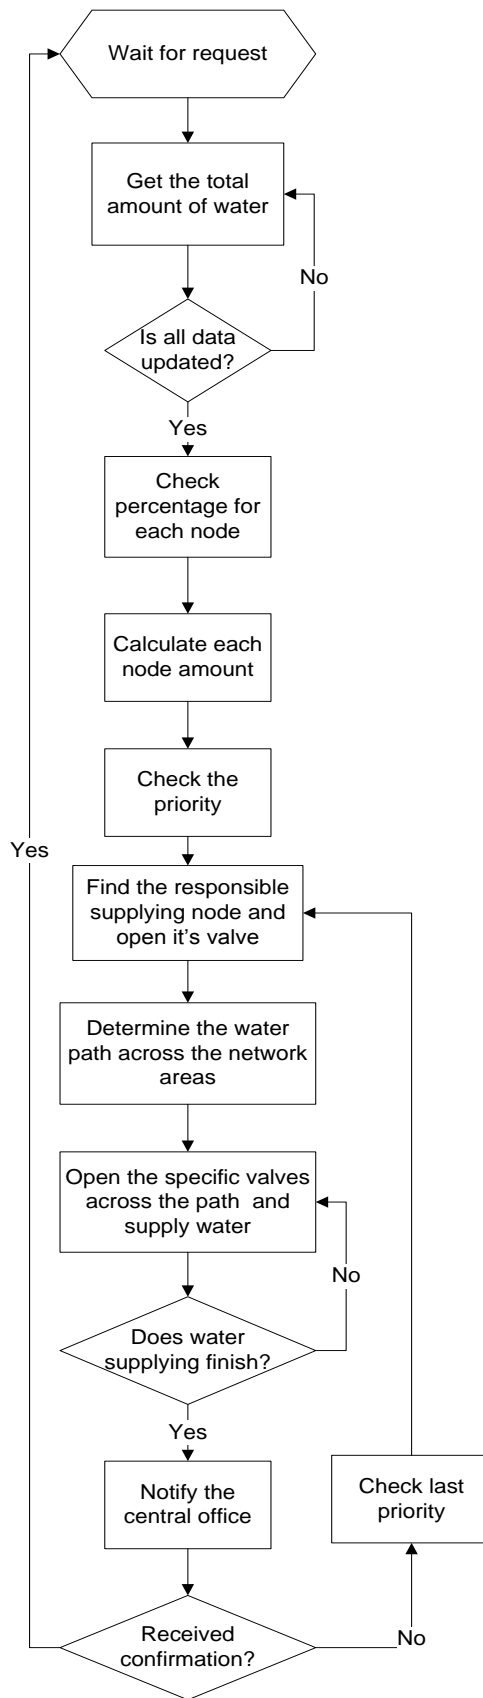 Wait for request
Get the total
amount of water
No
Is all data
updated?
Yes
Check
percentage for
each node
Calculate each
node amount
Check the
priority
Yes
Find the responsible
supplying node and
open it's valve
Determine the water
path across the network
areas
Open the specific valves
across the path and
supply water
No
Does water
supplying finish?
Yes
Notify the
central office
Check last
priority
Received
confirmation?
No